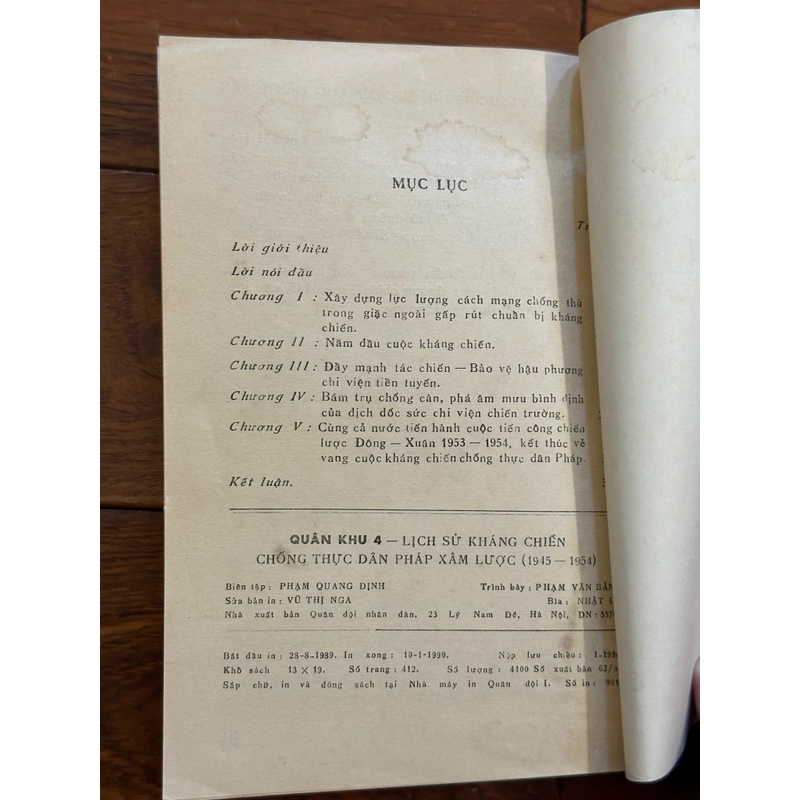 MỤC LỤC
Lời giới thiệu
Lời nói đầu
Chương I : Xây dựng lực lượng cách mạng chống thù
trong giặc ngoài gấp rút chuẩn bị kháng
chiến.
Chương II : Năm đầu cuộc kháng chiến.
Chương III : Đẩy mạnh tác chiến — Bảo vệ hậu phương
chi viện tiền tuyến.
Chương IV : Bám trụ chống càn, phá âm mưu bình định
của địch dốc sức chi viện chiến trường.
Chương V : Cùng cả nước tiến hành cuộc tiến công chiến
lược Đông — Xuân 1953 — 1954, kết thúc vẻ
vang cuộc kháng chiến chống thực dân Pháp.
Kết luận.
QUÂN KHU 4 — LỊCH SỬ KHÁNG CHIẾN
CHỐNG THỰC DÂN PHÁP XÂM LƯỢC (1945 — 1954)
Biên tập : PHẠM QUANG ĐỊNH Trình bày : PHẠM VĂN
Sửa bản in : VŨ THỊ NGA Bìa : NHẬT
Nhà xuất bản Quân đội nhân dân, 23 Lý Nam Đế, Hà Nội, DN :
Bắt đầu in : 28-8-1989. In xong : 10-1-1990. Nộp lưu chiểu :
Khổ sách 13 × 19. Số trang : 412. Số lượng : 4100 Số xuất bản
Sắp chữ, in và đóng sách tại Nhà máy in Quân đội I. Số in :